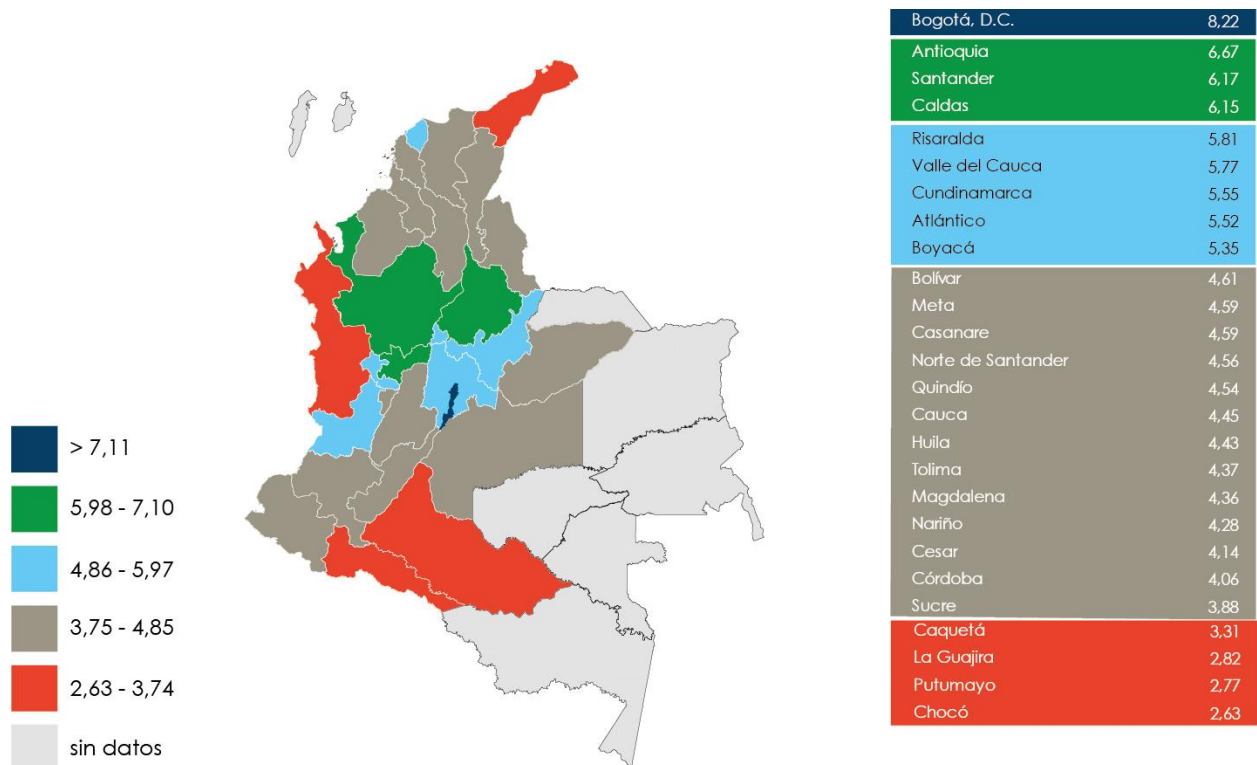 > 7,11
5,98 - 7,10
4,86 - 5,97
3,75 - 4,85
2,63 - 3,74
sin datos
Bogotá, D.C. 8,22
Antioquia 6,67
Santander 6,17
Caldas 6,15
Risaralda 5,81
Valle del Cauca 5,77
Cundinamarca 5,55
Atlántico 5,52
Boyacá 5,35
Bolívar 4,61
Meta 4,59
Casanare 4,59
Norte de Santander 4,56
Quindío 4,54
Cauca 4,45
Huila 4,43
Tolima 4,37
Magdalena 4,36
Nariño 4,28
Cesar 4,14
Córdoba 4,06
Sucre 3,88
Caquetá 3,31
La Guajira 2,82
Putumayo 2,77
Chocó 2,63